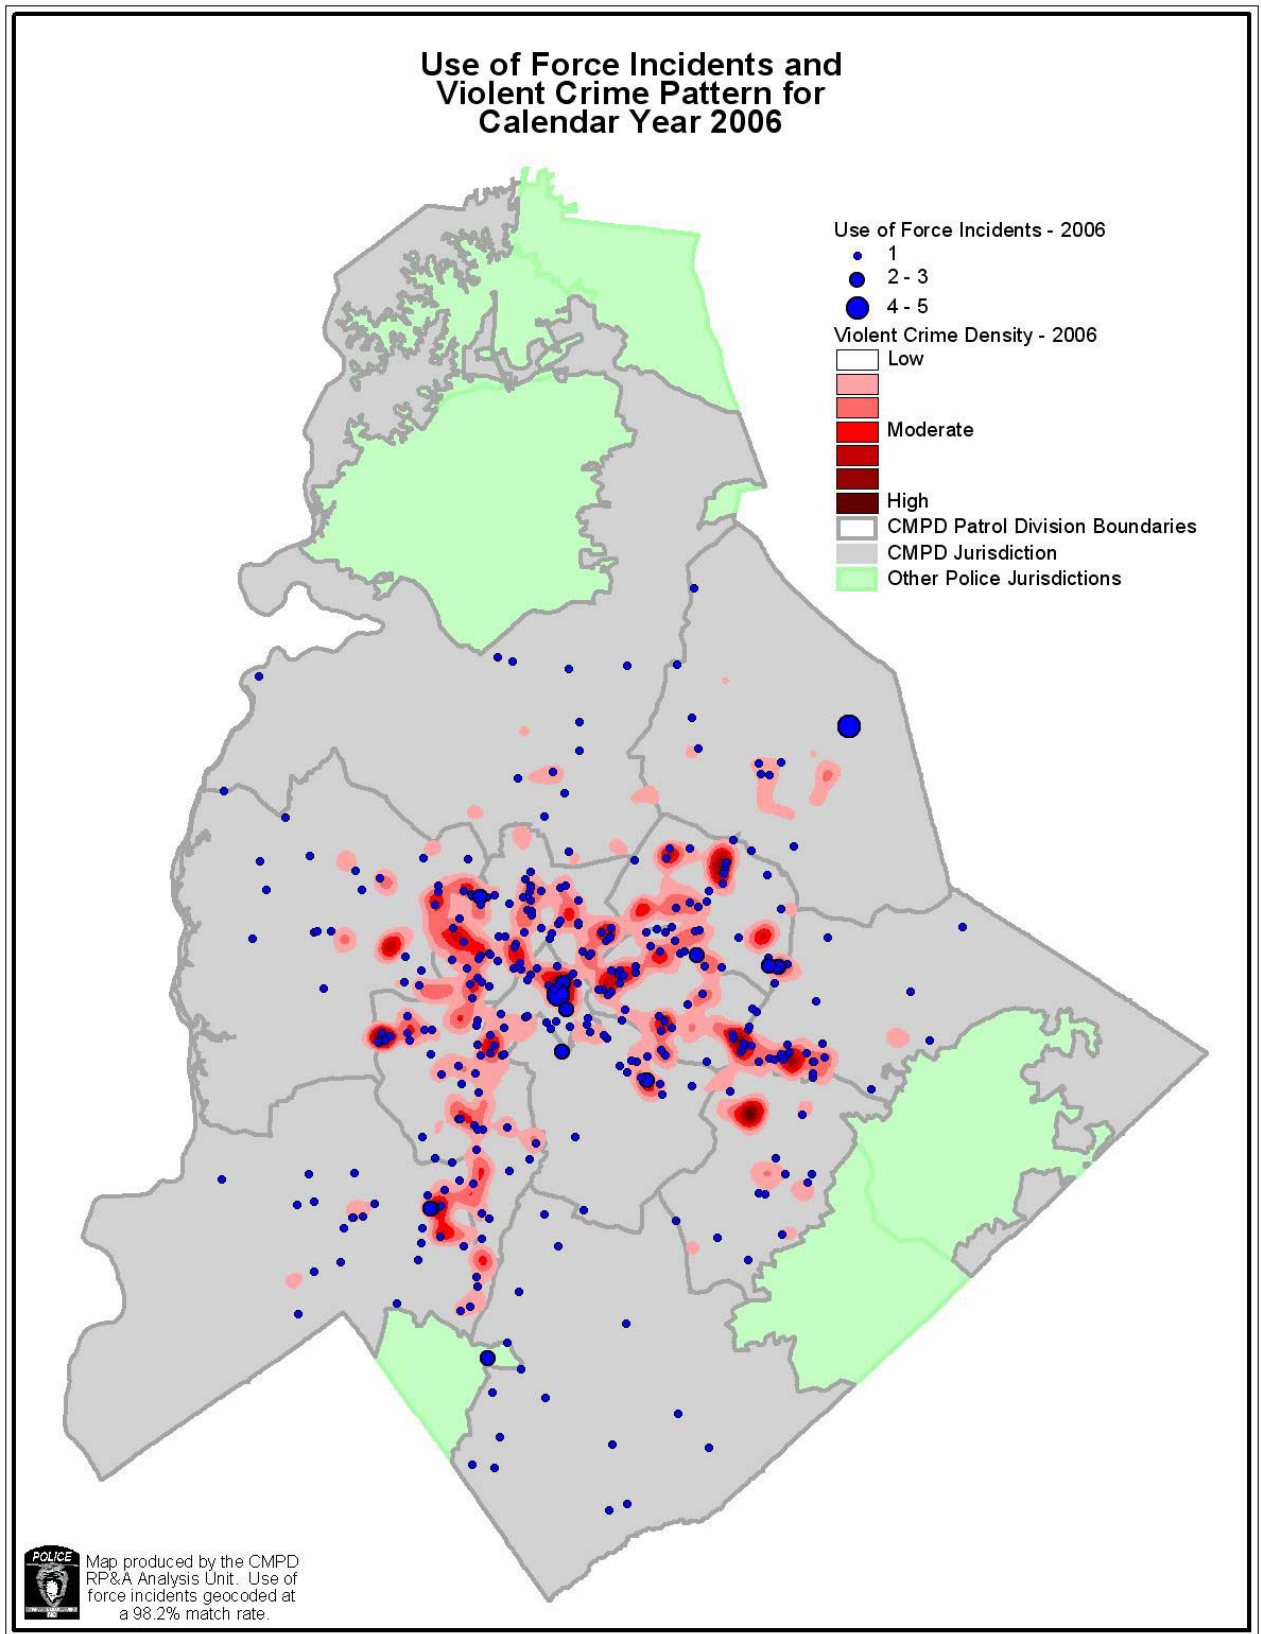 Use of Force Incidents and
Violent Crime Pattern for
Calendar Year 2006
Use of Force Incidents - 2006
1
2 - 3
4 - 5
Violent Crime Density - 2006
Low
Moderate
High
CMPD Patrol Division Boundaries
CMPD Jurisdiction
Other Police Jurisdictions
POLICE
Map produced by the CMPD
RP&A Analysis Unit. Use of
force incidents geocoded at
a 98.2% match rate.